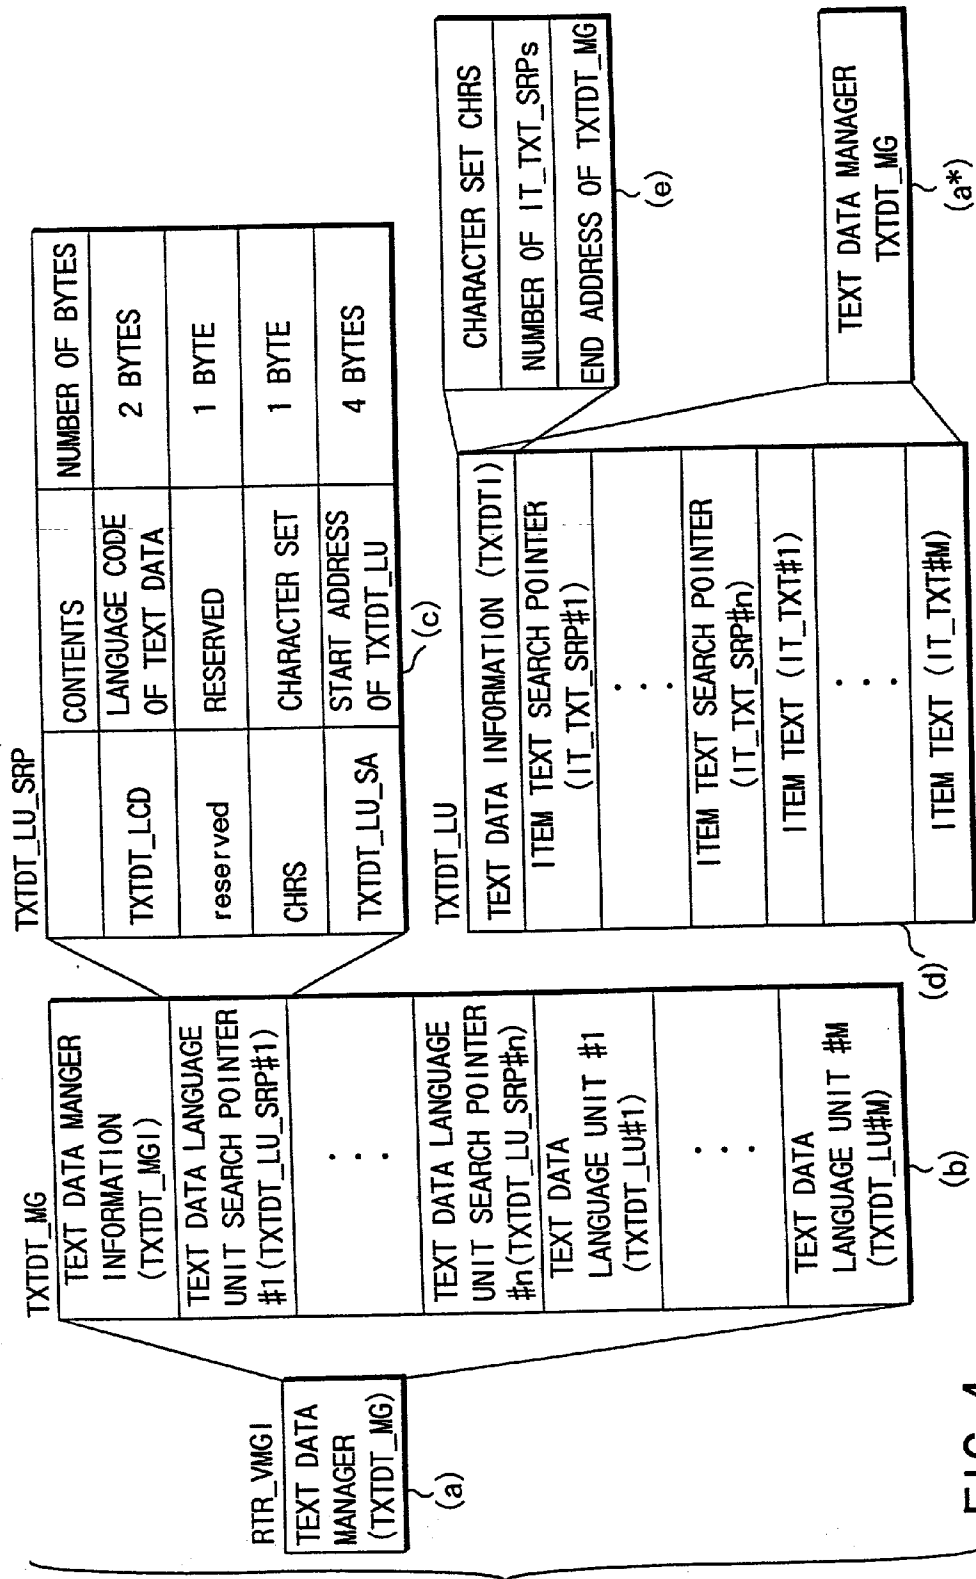 RTR_VMGI
TEXT DATA
MANAGER
(TXTDT_MG)
(a)
TXTDT_MG
TEXT DATA MANGER
INFORMATION
(TXTDT_MGI)
TEXT DATA LANGUAGE
UNIT SEARCH POINTER
#1(TXTDT_LU_SRP#1)
. . .
TEXT DATA LANGUAGE
UNIT SEARCH POINTER
#n(TXTDT_LU_SRP#n)
TEXT DATA
LANGUAGE UNIT #1
(TXTDT_LU#1)
. . .
TEXT DATA
LANGUAGE UNIT #M
(TXTDT_LU#M)
(b)
TXTDT_LU_SRP
CONTENTS NUMBER OF BYTES
TXTDT_LCD LANGUAGE CODE OF TEXT DATA 2 BYTES
reserved RESERVED 1 BYTE
CHRS CHARACTER SET 1 BYTE
TXTDT_LU_SA START ADDRESS OF TXTDT_LU 4 BYTES
(c)
TXTDT_LU
TEXT DATA INFORMATION (TXTDTI)
ITEM TEXT SEARCH POINTER
(IT_TXT_SRP#1)
. . .
ITEM TEXT SEARCH POINTER
(IT_TXT_SRP#n)
ITEM TEXT (IT_TXT#1)
. . .
ITEM TEXT (IT_TXT#M)
(d)
CHARACTER SET CHRS
NUMBER OF IT_TXT_SRPs
END ADDRESS OF TXTDT_MG
(e)
TEXT DATA MANAGER
TXTDT_MG
(a*)
FIG.